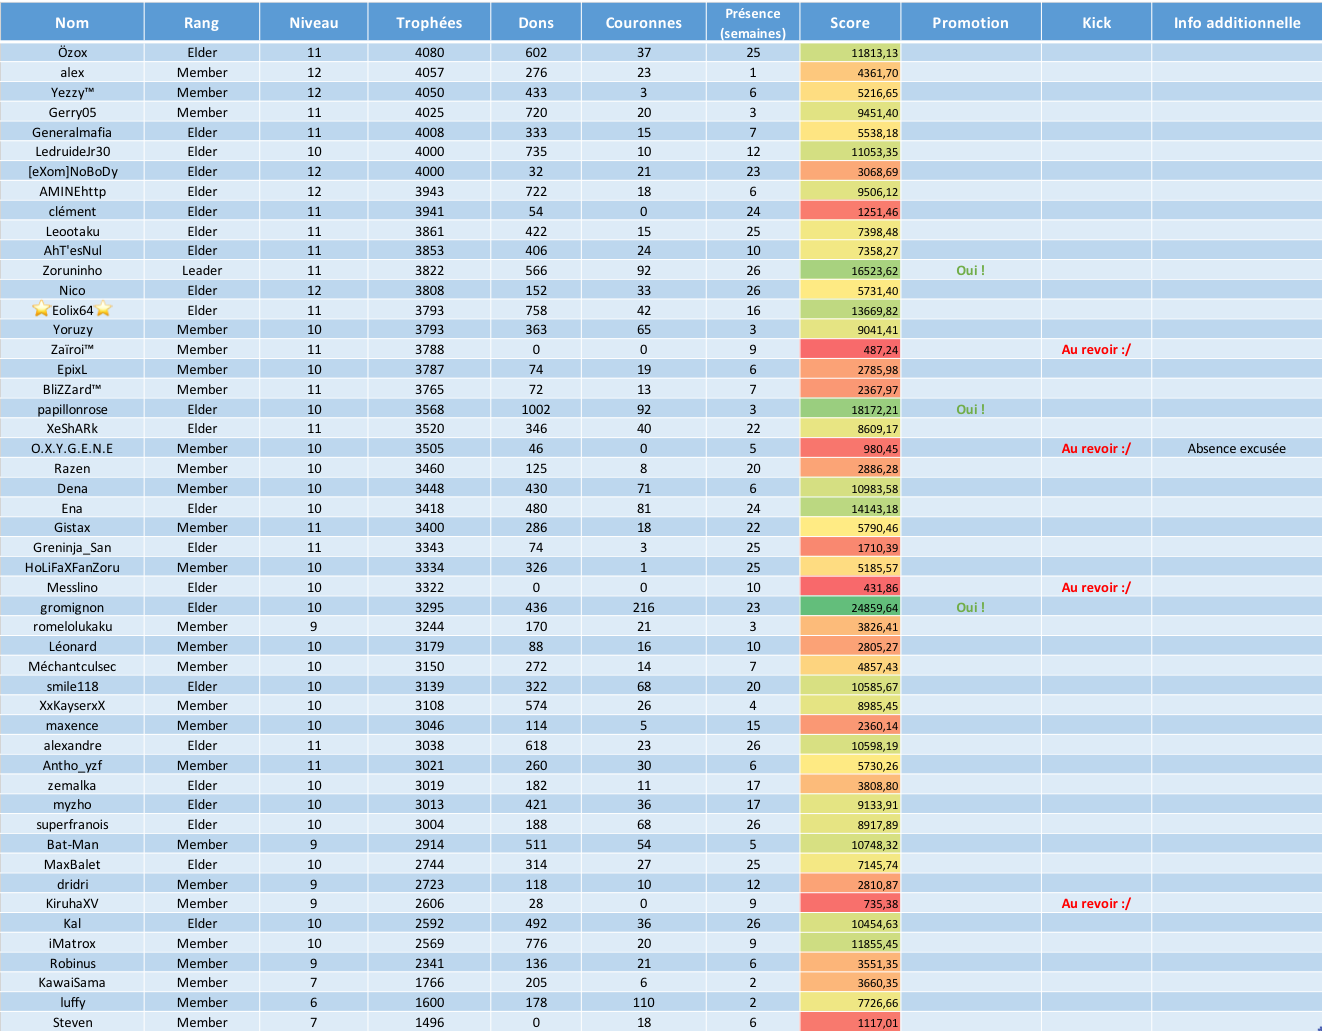 Nom Rang Niveau Trophées Dons Couronnes Présence (semaines) Score Promotion Kick Info additionnelle
Özox Elder 11 4080 602 37 25 11813,13
alex Member 12 4057 276 23 1 4361,70
Yezzy™ Member 12 4050 433 3 6 5216,65
Gerry05 Member 11 4025 720 20 3 9451,40
Generalmafia Elder 11 4008 333 15 7 5538,18
LedruideJr30 Elder 10 4000 735 10 12 11053,35
[eXom]NoBoDy Elder 12 4000 32 21 23 3068,69
AMINEhttp Elder 12 3943 722 18 6 9506,12
clément Elder 11 3941 54 0 24 1251,46
Leootaku Elder 11 3861 422 15 25 7398,48
AhT'esNul Elder 11 3853 406 24 10 7358,27
Zoruninho Leader 11 3822 566 92 26 16523,62 Oui !
Nico Elder 12 3808 152 33 26 5731,40
⭐Eolix64⭐ Elder 11 3793 758 42 16 13669,82
Yoruzy Member 10 3793 363 65 3 9041,41
Zaïroi™ Member 11 3788 0 0 9 487,24 Au revoir :/
EpixL Member 10 3787 74 19 6 2785,98
BliZZard™ Member 11 3765 72 13 7 2367,97
papillonrose Elder 10 3568 1002 92 3 18172,21 Oui !
XeShARk Elder 11 3520 346 40 22 8609,17
O.X.Y.G.E.N.E Member 10 3505 46 0 5 980,45 Au revoir :/ Absence excusée
Razen Member 10 3460 125 8 20 2886,28
Dena Member 10 3448 430 71 6 10983,58
Ena Elder 10 3418 480 81 24 14143,18
Gistax Member 11 3400 286 18 22 5790,46
Greninja_San Elder 11 3343 74 3 25 1710,39
HoLiFaXFanZoru Member 10 3334 326 1 25 5185,57
Messlino Elder 10 3322 0 0 10 431,86 Au revoir :/
gromignon Elder 10 3295 436 216 23 24859,64 Oui !
romelolukaku Member 9 3244 170 21 3 3826,41
Léonard Member 10 3179 88 16 10 2805,27
Méchantculsec Member 10 3150 272 14 7 4857,43
smile118 Elder 10 3139 322 68 20 10585,67
XxKayserxX Member 10 3108 574 26 4 8985,45
maxence Member 10 3046 114 5 15 2360,14
alexandre Elder 11 3038 618 23 26 10598,19
Antho_yzf Member 11 3021 260 30 6 5730,26
zemalka Elder 10 3019 182 11 17 3808,80
myzho Elder 10 3013 421 36 17 9133,91
superfranois Elder 10 3004 188 68 26 8917,89
Bat-Man Member 9 2914 511 54 5 10748,32
MaxBalet Elder 10 2744 314 27 25 7145,74
dridri Member 9 2723 118 10 12 2810,87
KiruhaXV Member 9 2606 28 0 9 735,38 Au revoir :/
Kal Elder 10 2592 492 36 26 10454,63
iMatrox Member 10 2569 776 20 9 11855,45
Robinus Member 9 2341 136 21 6 3551,35
KawaiSama Member 7 1766 205 6 2 3660,35
luffy Member 6 1600 178 110 2 7726,66
Steven Member 7 1496 0 18 6 1117,01